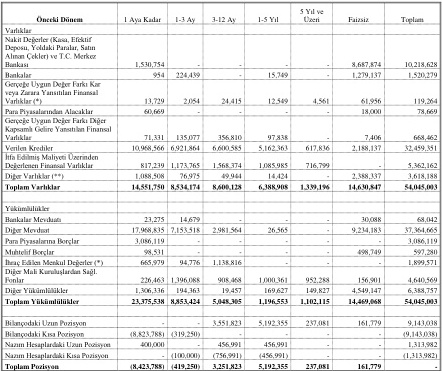 Önceki Dönem 1 Aya Kadar 1-3 Ay 3-12 Ay 1-5 Yıl 5 Yıl ve Üzeri Faizsiz Toplam
Varlıklar
Nakit Değerler (Kasa, Efektif
Deposu, Yoldaki Paralar, Satın
Alınan Çekler) ve T.C. Merkez
Bankası 1,530,754 - - - - 8,687,874 10,218,628
Bankalar 954 224,439 - 15,749 - 1,279,137 1,520,279
Gerçeğe Uygun Değer Farkı Kar
veya Zarara Yansıtılan Finansal
Varlıklar (*) 13,729 2,054 24,415 12,549 4,561 61,956 119,264
Para Piyasalarından Alacaklar 60,669 - - - - 18,000 78,669
Gerçeğe Uygun Değer Farkı Diğer
Kapsamlı Gelire Yansıtılan Finansal
Varlıklar 71,331 135,077 356,810 97,838 - 7,406 668,462
Verilen Krediler 10,968,566 6,921,864 6,600,585 5,162,363 617,836 2,188,137 32,459,351
İtfa Edilmiş Maliyeti Üzerinden
Değerlenen Finansal Varlıklar 817,239 1,173,765 1,568,374 1,085,985 716,799 - 5,362,162
Diğer Varlıklar (**) 1,088,508 76,975 49,944 14,424 - 2,388,337 3,618,188
Toplam Varlıklar 14,551,750 8,534,174 8,600,128 6,388,908 1,339,196 14,630,847 54,045,003
Yükümlülükler
Bankalar Mevduatı 23,275 14,679 - - - 30,088 68,042
Diğer Mevduat 17,968,835 7,153,518 2,981,564 26,565 - 9,234,183 37,364,665
Para Piyasalarına Borçlar 3,086,119 - - - - - 3,086,119
Muhtelif Borçlar 98,531 - - - - 498,749 597,280
İhraç Edilen Menkul Değerler (*) 665,979 94,776 1,138,816 - - - 1,899,571
Diğer Mali Kuruluşlardan Sağl.
Fonlar 226,463 1,396,088 908,468 1,000,361 952,288 156,901 4,640,569
Diğer Yükümlülükler 1,306,336 194,363 19,457 169,627 149,827 4,549,147 6,388,757
Toplam Yükümlülükler 23,375,538 8,853,424 5,048,305 1,196,553 1,102,115 14,469,068 54,045,003
Bilançodaki Uzun Pozisyon - - 3,551,823 5,192,355 237,081 161,779 9,143,038
Bilançodaki Kısa Pozisyon (8,823,788) (319,250) - - - - (9,143,038)
Nazım Hesaplardaki Uzun Pozisyon 400,000 - 456,991 456,991 - - 1,313,982
Nazım Hesaplardaki Kısa Pozisyon - (100,000) (756,991) (456,991) - - (1,313,982)
Toplam Pozisyon (8,423,788) (419,250) 3,251,823 5,192,355 237,081 161,779 -